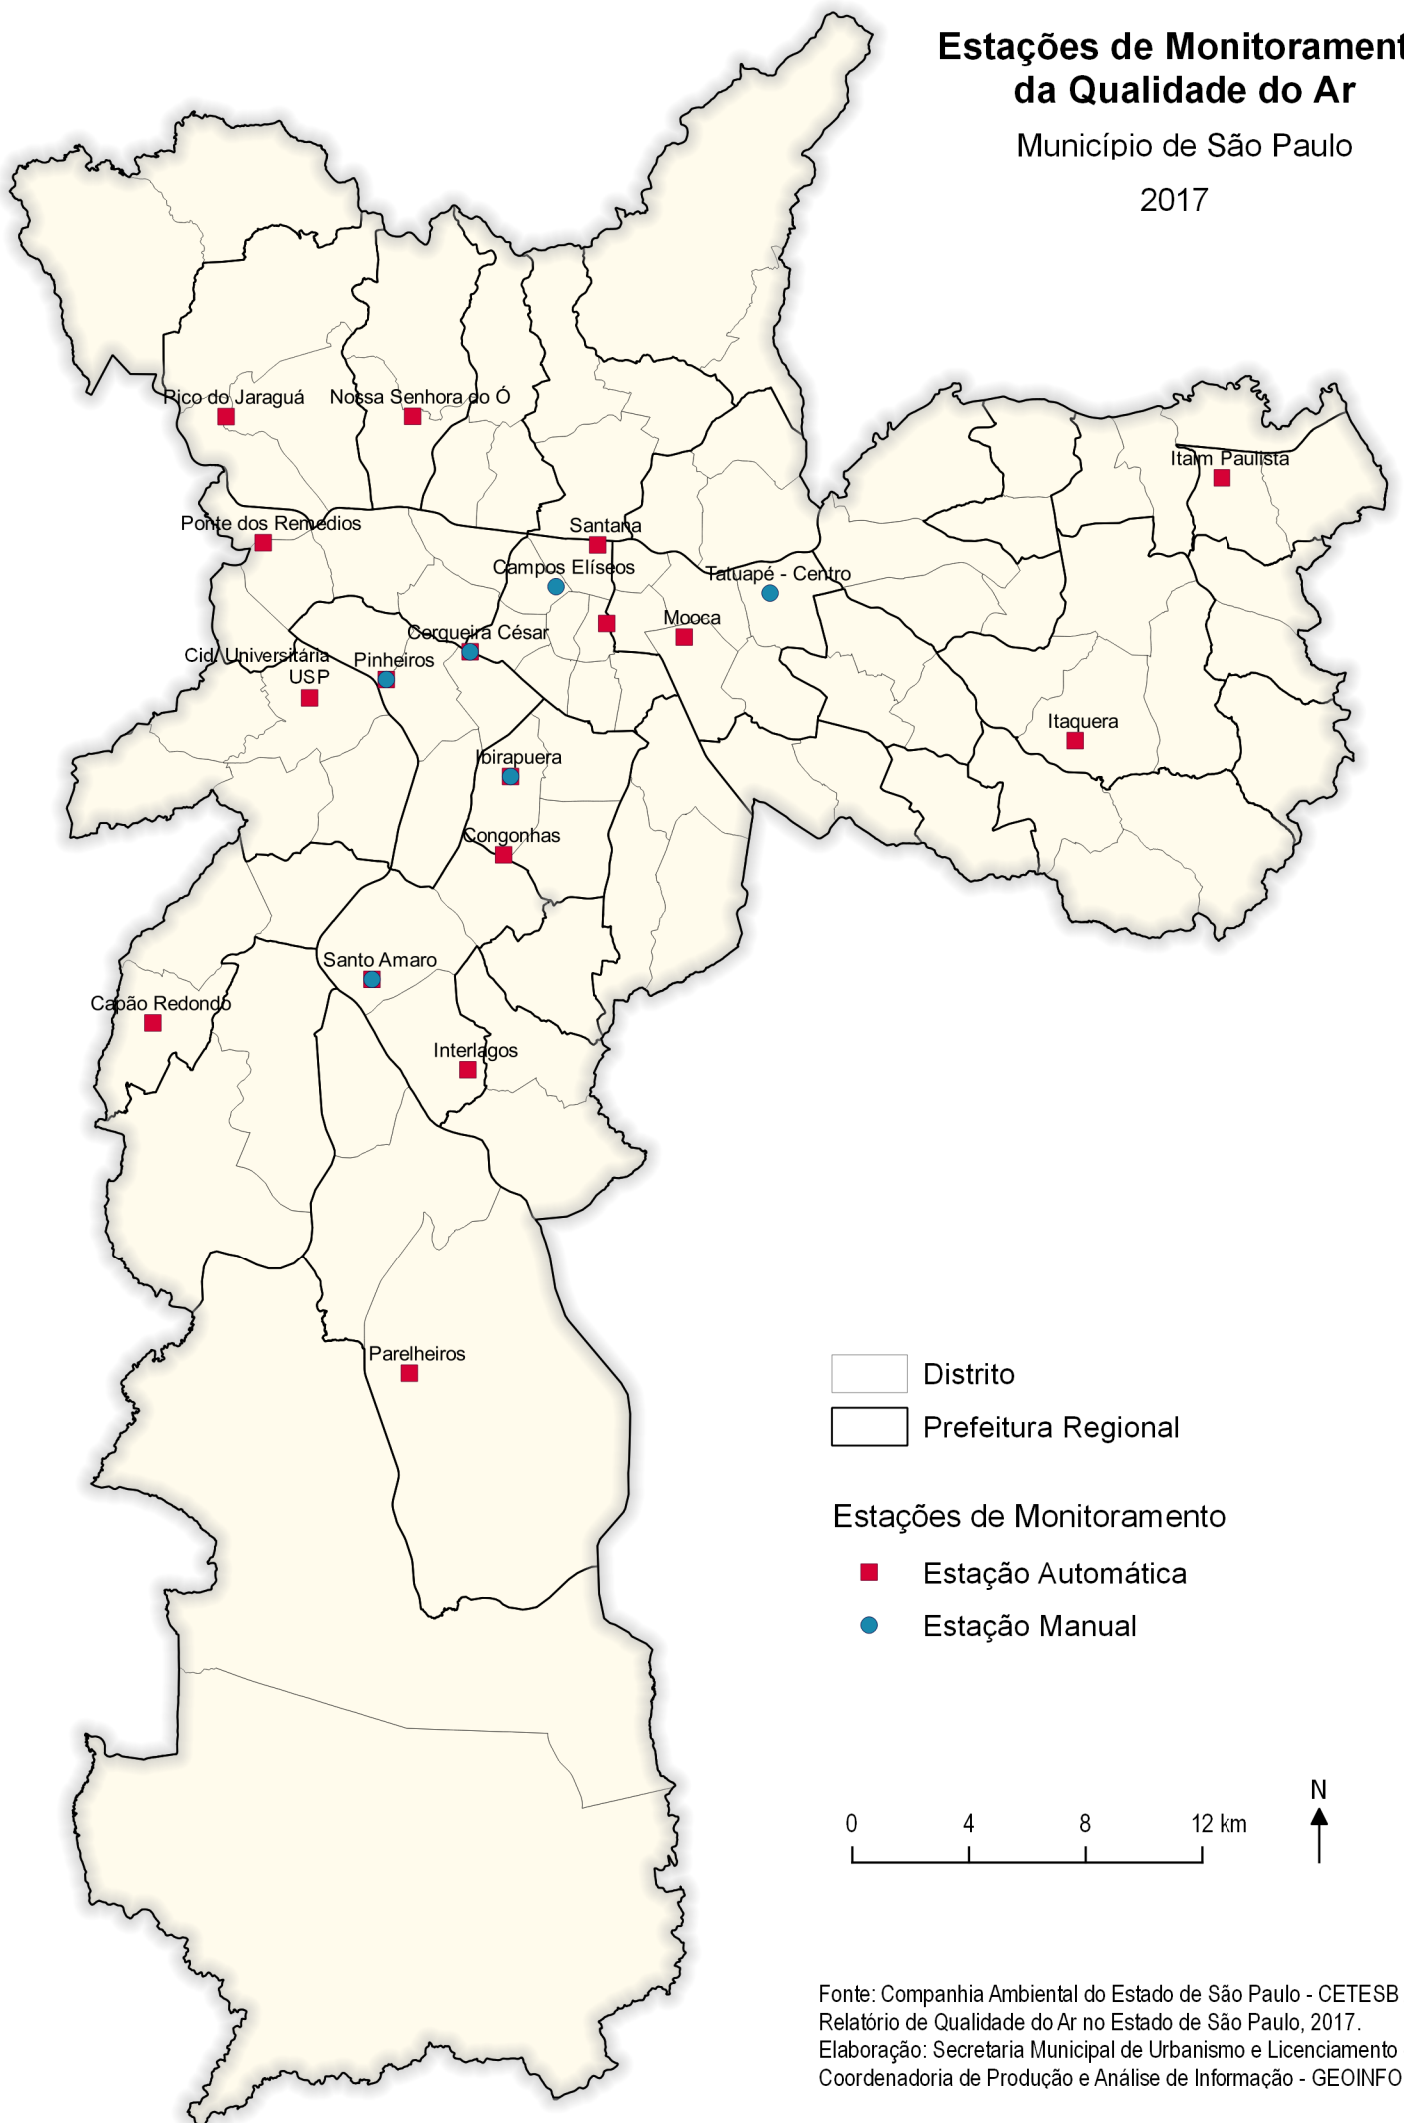 Estações de Monitorament
da Qualidade do Ar
Município de São Paulo
2017
Pico do Jaraguá
Nossa Senhora do Ó
Itaim Paulista
Ponte dos Remédios
Santana
Campos Elíseos
Tatuapé - Centro
Mooca
Cerqueira César
Cid. Universitária
USP
Pinheiros
Itaquera
Ibirapuera
Congonhas
Santo Amaro
Capão Redondo
Interlagos
Parelheiros
Distrito
Prefeitura Regional
Estações de Monitoramento
Estação Automática
Estação Manual
N
0 4 8 12 km
Fonte: Companhia Ambiental do Estado de São Paulo - CETESB
Relatório de Qualidade do Ar no Estado de São Paulo, 2017.
Elaboração: Secretaria Municipal de Urbanismo e Licenciamento
Coordenadoria de Produção e Análise de Informação - GEOINFO